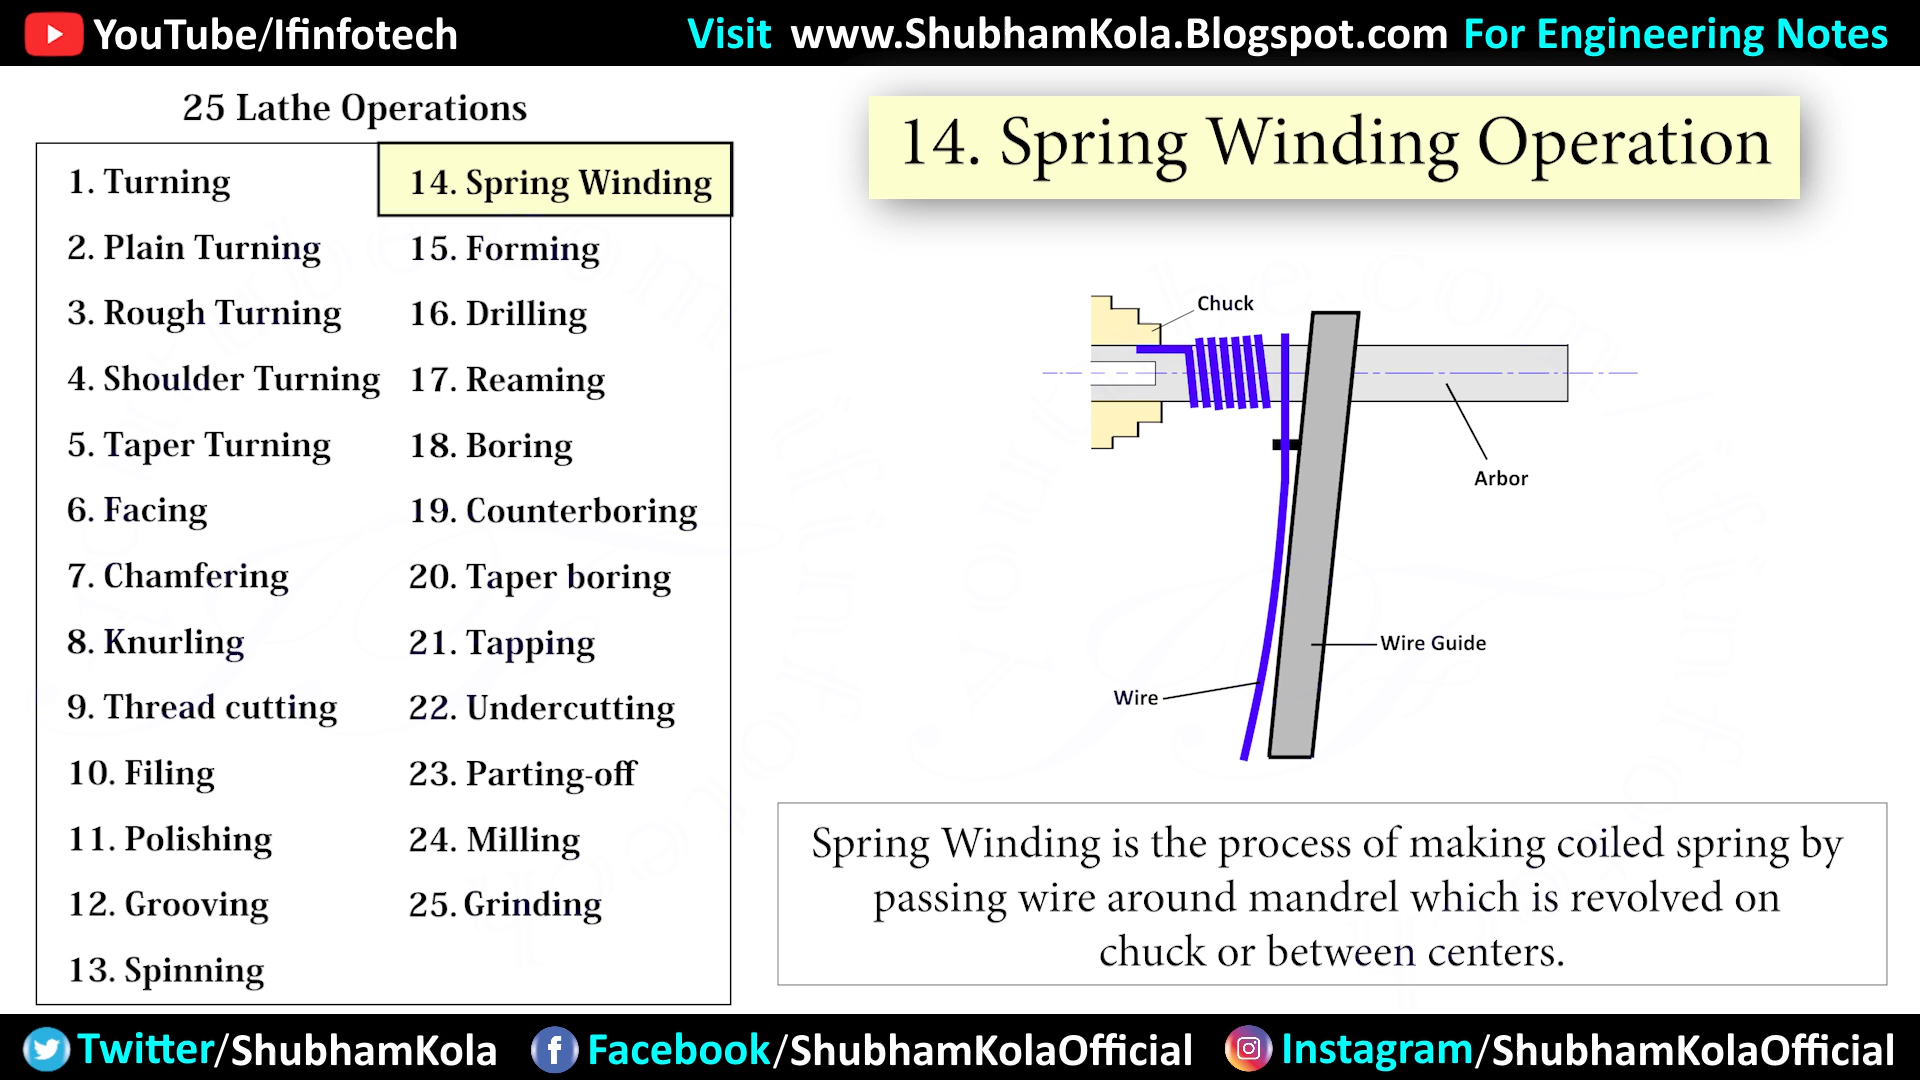 YouTube/Ifinfotech
Visit www.ShubhamKola.Blogspot.com For Engineering Notes
25 Lathe Operations
1. Turning
2. Plain Turning
3. Rough Turning
4. Shoulder Turning
5. Taper Turning
6. Facing
7. Chamfering
8. Knurling
9. Thread cutting
10. Filing
11. Polishing
12. Grooving
13. Spinning
14. Spring Winding
15. Forming
16. Drilling
17. Reaming
18. Boring
19. Counterboring
20. Taper boring
21. Tapping
22. Undercutting
23. Parting-off
24. Milling
25. Grinding
14. Spring Winding Operation
Chuck
Arbor
Wire Guide
Wire
Spring Winding is the process of making coiled spring by
passing wire around mandrel which is revolved on
chuck or between centers.
Twitter/ShubhamKola
Facebook/ShubhamKolaOfficial
Instagram/ShubhamKolaOfficial